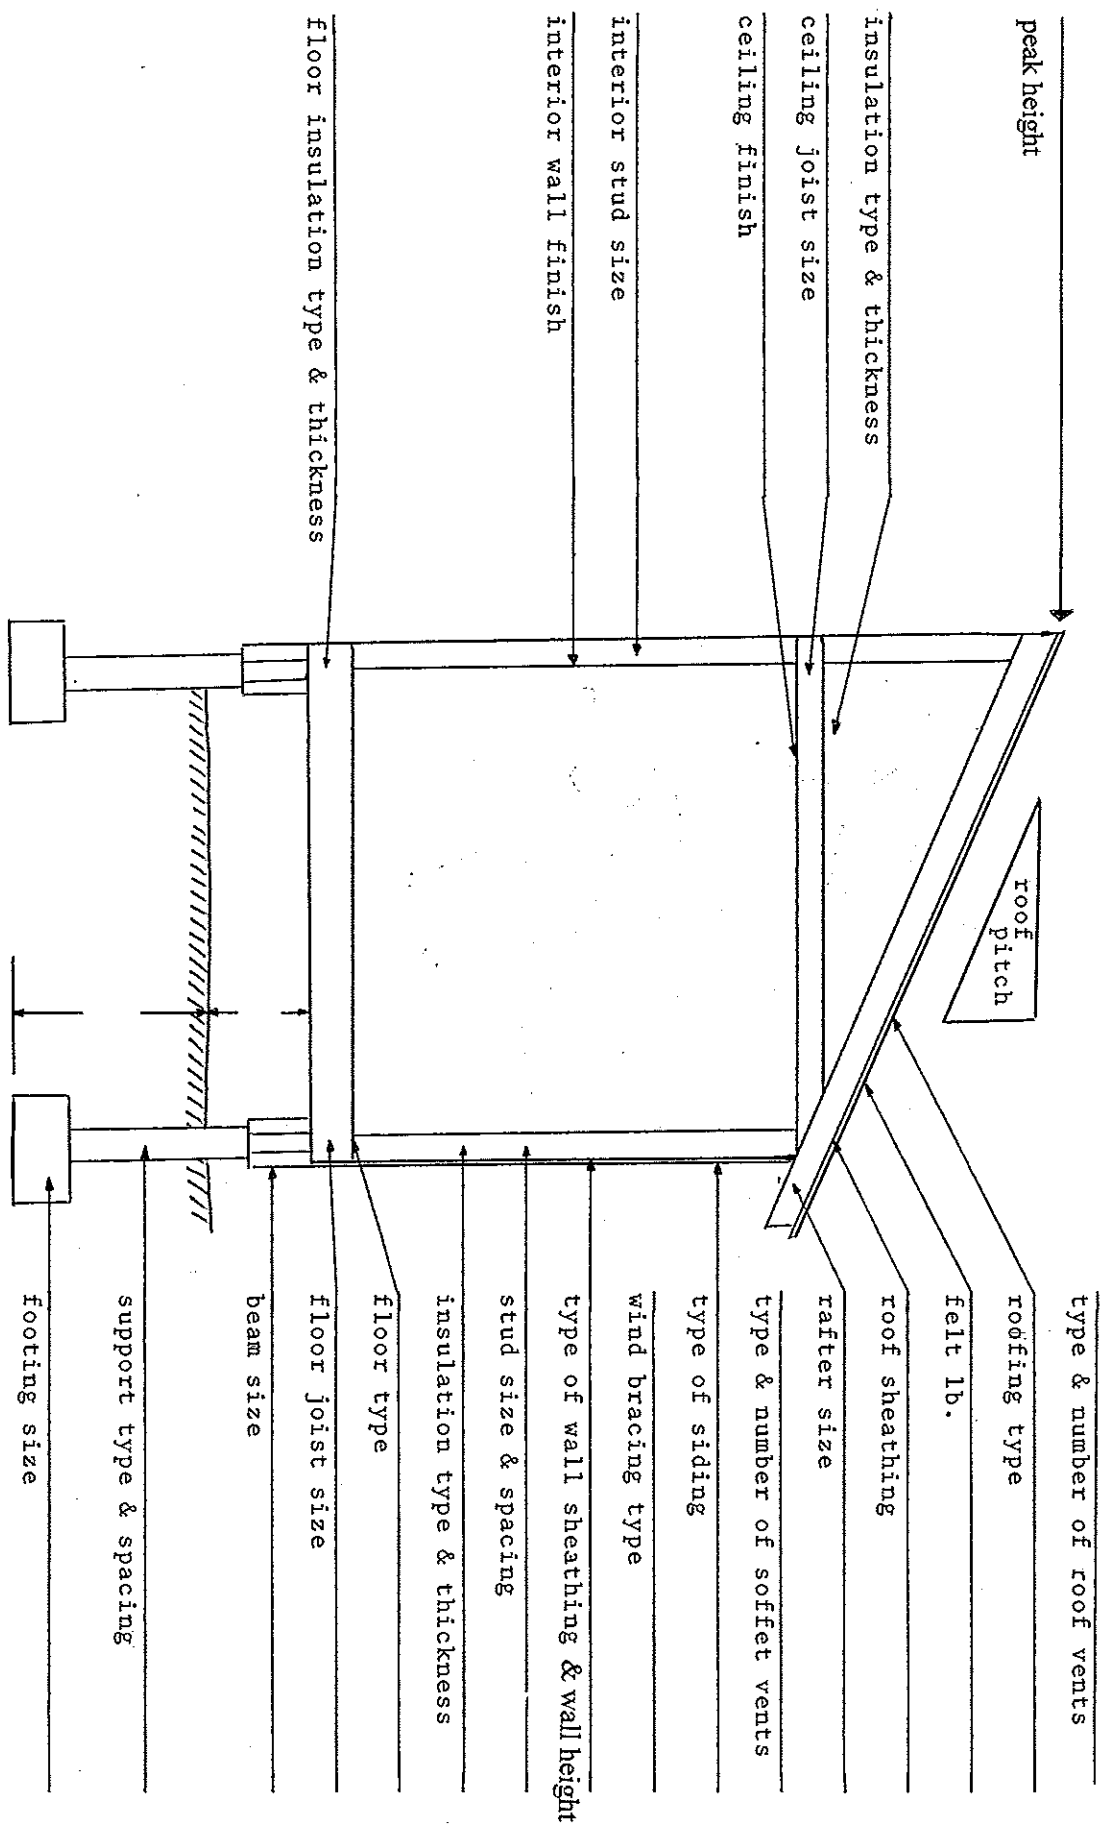 peak height
insulation type & thickness
ceiling joist size
ceiling finish
interior stud size
interior wall finish
floor insulation type & thickness
roof
pitch
type & number of roof vents
roofing type
felt lb.
roof sheathing
rafter size
type & number of soffet vents
type of siding
wind bracing type
type of wall sheathing & wall height
stud size & spacing
insulation type & thickness
floor type
floor joist size
beam size
support type & spacing
footing size